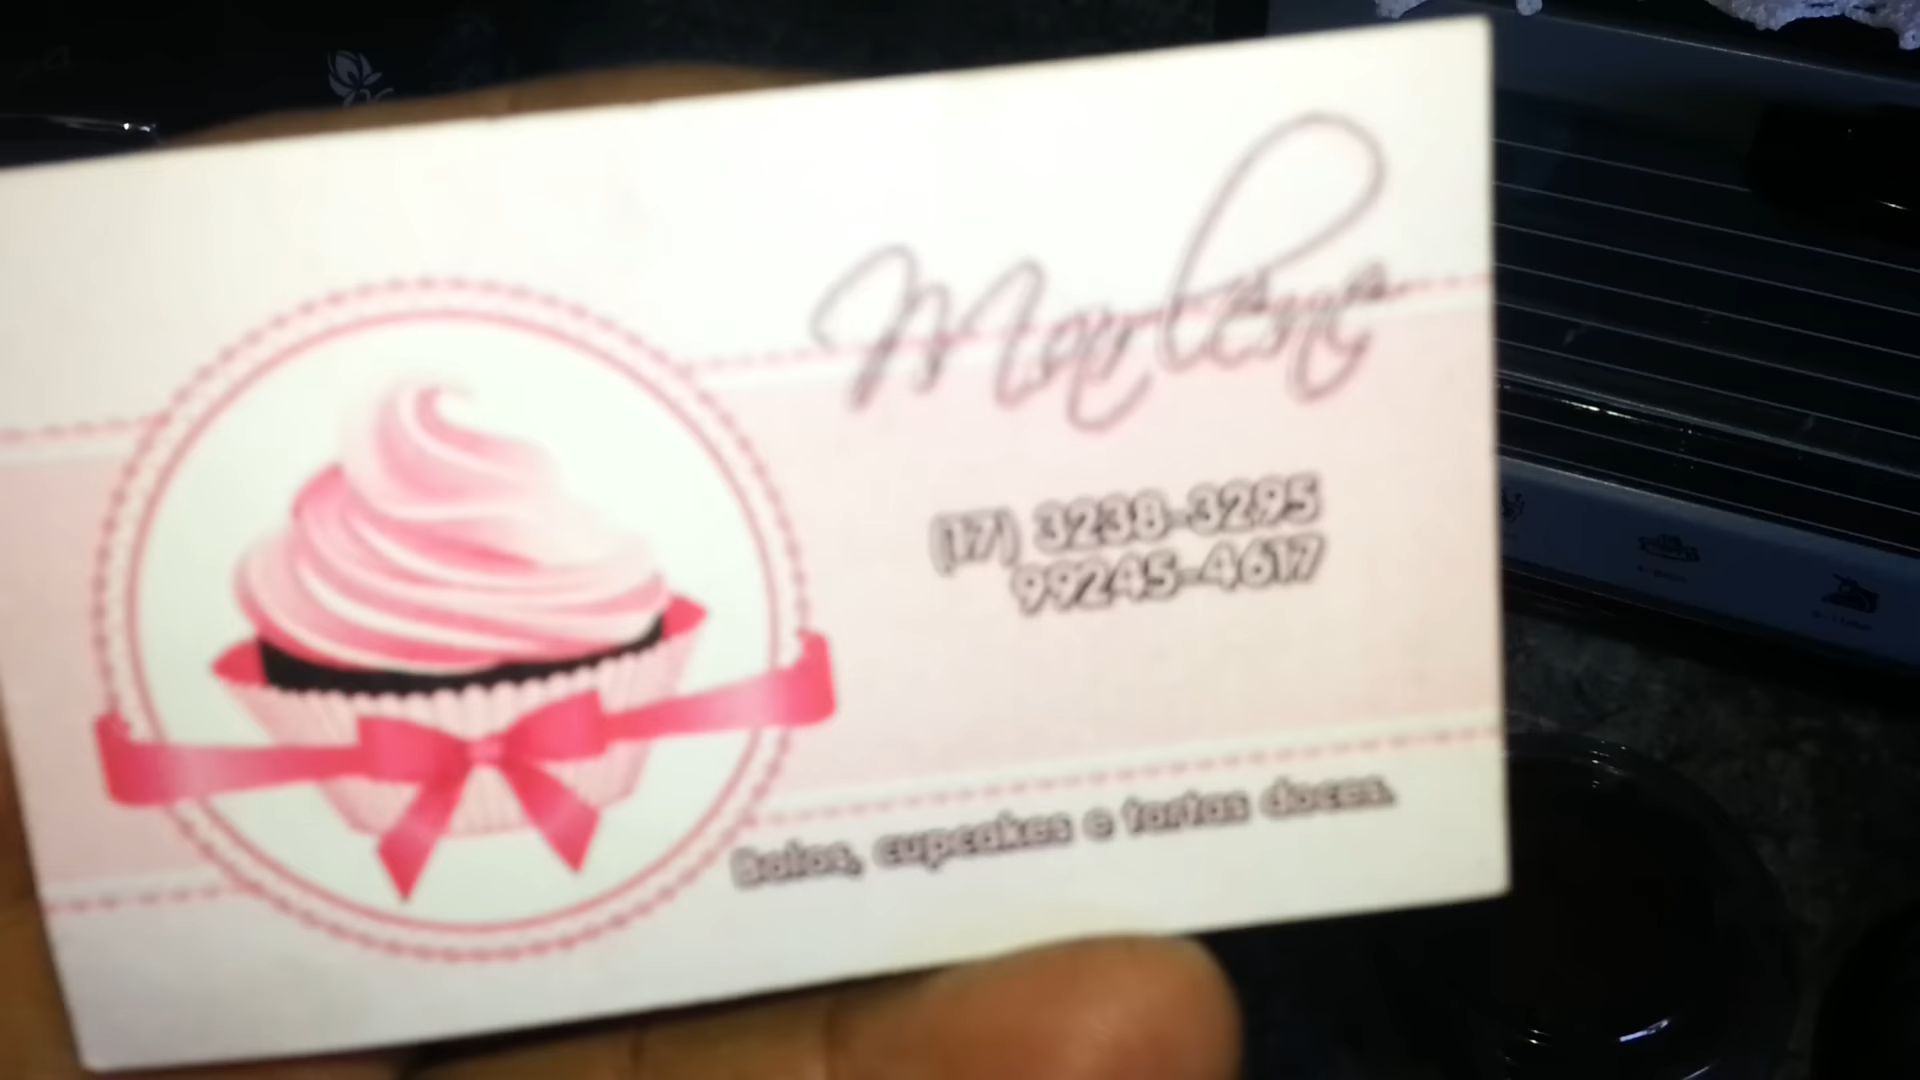 Marlene
(17) 3238-3295
99245-4617
Bolos, cupcakes e tortas doces.